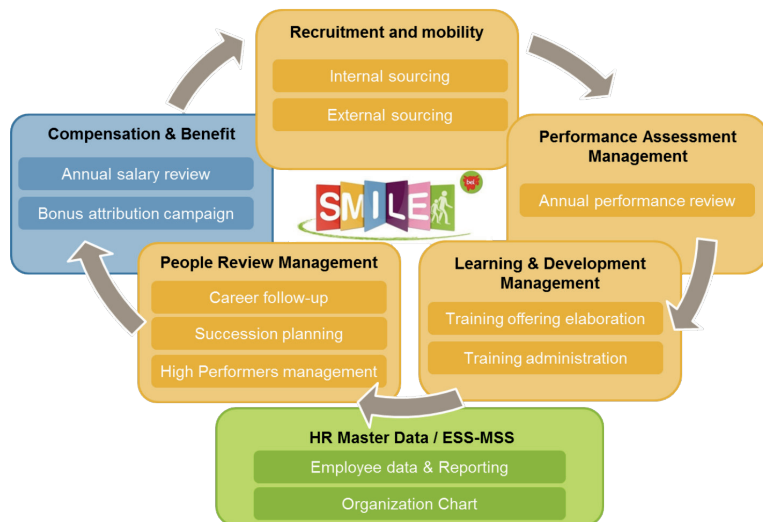 Recruitment and mobility
Internal sourcing
External sourcing
Compensation & Benefit
Annual salary review
Bonus attribution campaign
Performance Assessment
Management
Annual performance review
SMILE
bel
People Review Management
Career follow-up
Succession planning
High Performers management
Learning & Development
Management
Training offering elaboration
Training administration
HR Master Data / ESS-MSS
Employee data & Reporting
Organization Chart